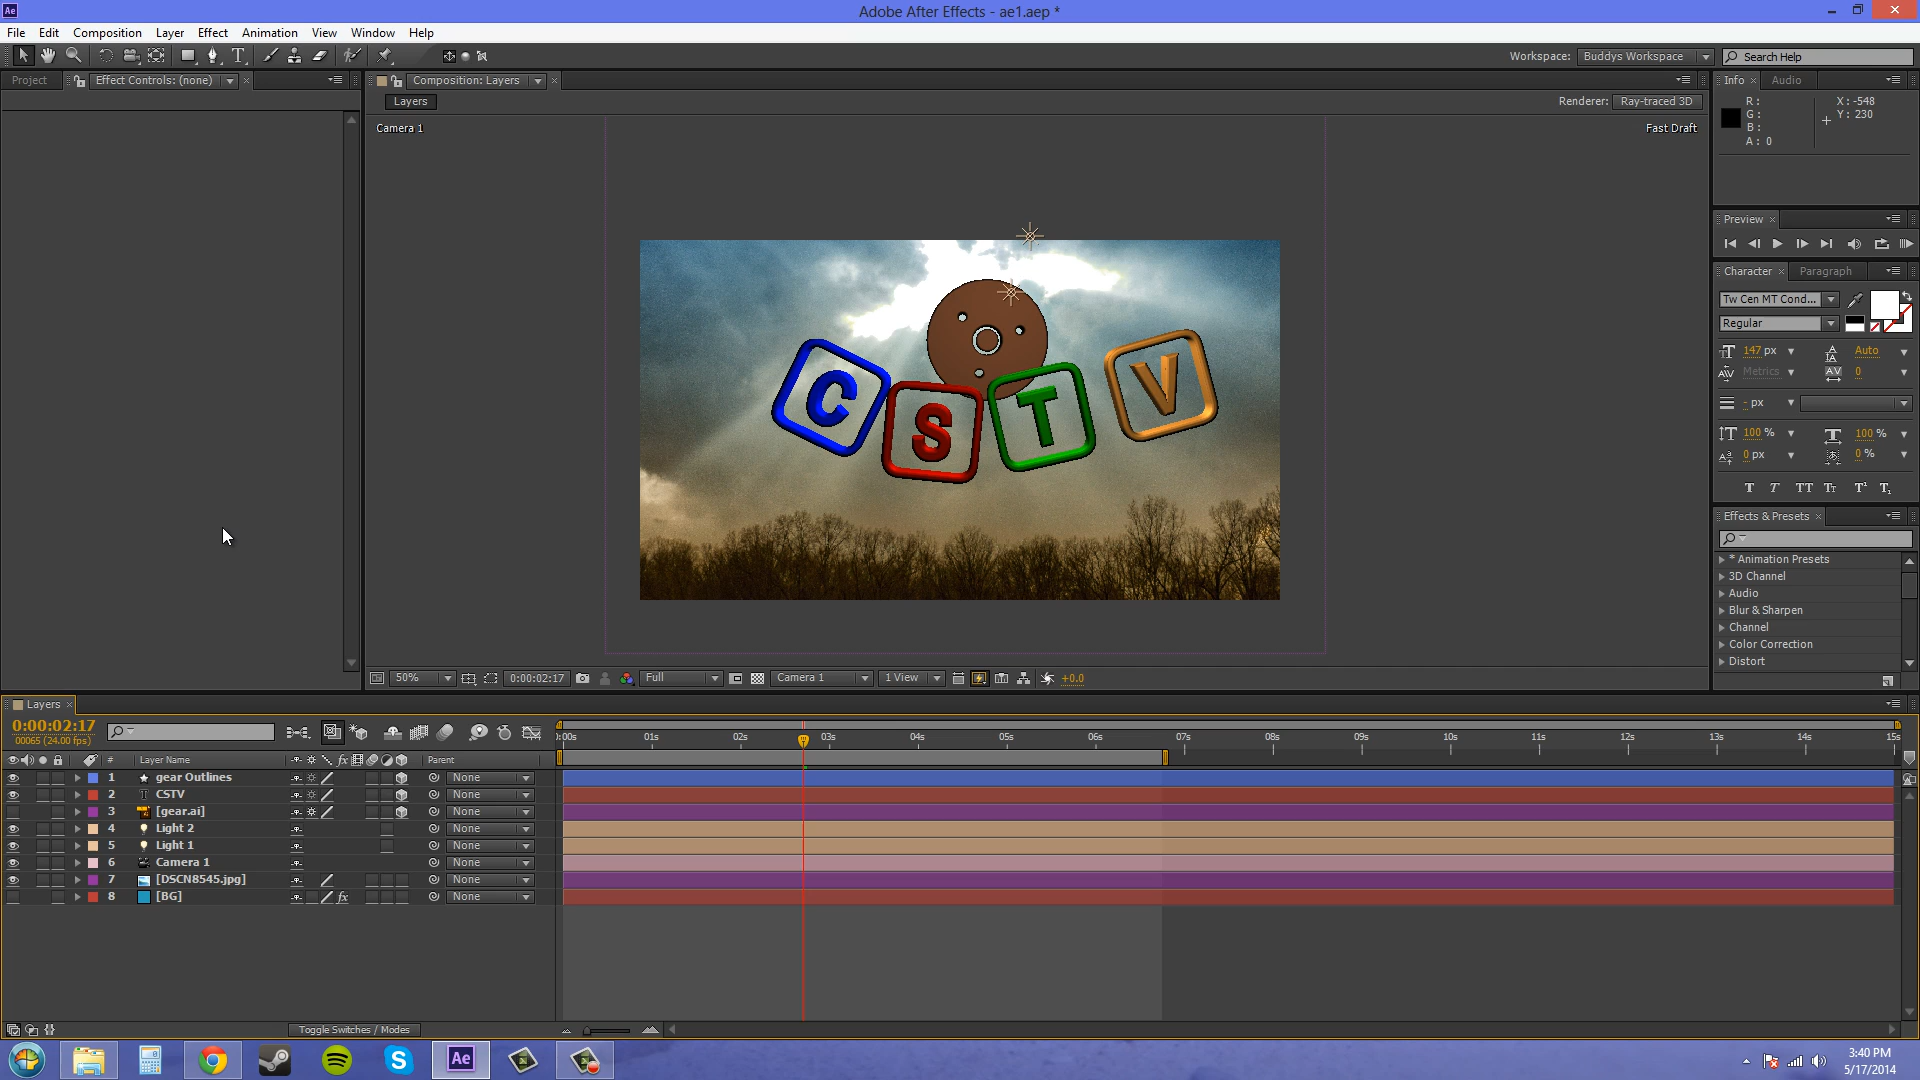 Ae
Adobe After Effects - ae1.aep *
File Edit Composition Layer Effect Animation View Window Help
Workspace: Buddys Workspace Search Help
Project Effect Controls: (none) Composition: Layers Info Audio
Layers
Renderer: Ray-traced 3D
R: X: -548
G: Y: 230
B:
A: 0
Camera 1
Fast Draft
Preview
Character Paragraph
Tw Cen MT Cond...
Regular
147 px Auto
Metrics 0
- px
100 % 100 %
0 px 0 %
T T TT Tt T¹ T₁
Effects & Presets
* Animation Presets
3D Channel
Audio
Blur & Sharpen
Channel
Color Correction
Distort
C S T V
50% 0:00:02:17 Full Camera 1 1 View +0.0
Layers
0:00:02:17
00065 (24.00 fps)
):00s 01s 02s 03s 04s 05s 06s 07s 08s 09s 10s 11s 12s 13s 14s 15s
# Layer Name fx Parent
1 gear Outlines None
2 T CSTV None
3 [gear.ai] None
4 Light 2 None
5 Light 1 None
6 Camera 1 None
7 [DSCN8545.jpg] None
8 [BG] fx None
Toggle Switches / Modes
S Ae
3:40 PM
5/17/2014